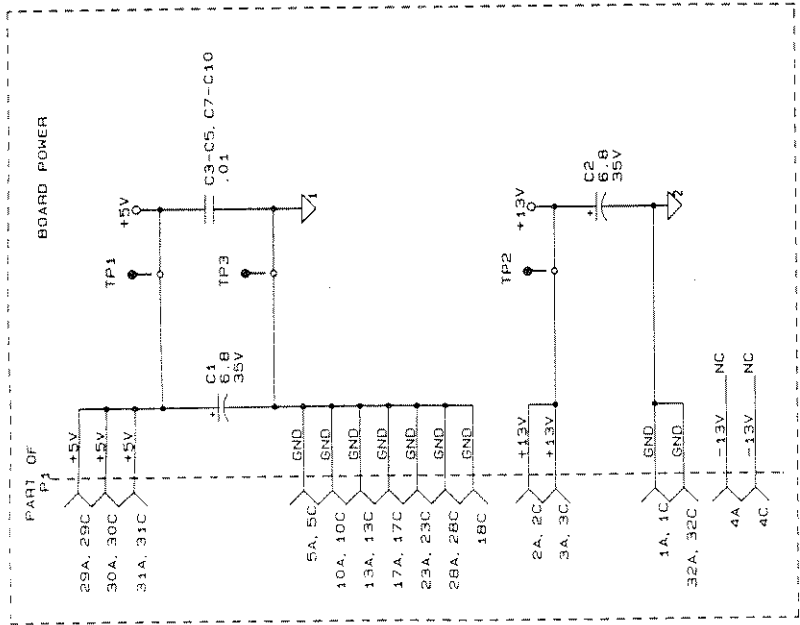 BOARD POWER
PART OF
P1
29A, 29C
+5V
30A, 30C
+5V
31A, 31C
+5V
C1
6.8
35V
+
TP1
TP3
+5V
C3-C5, C7-C10
.01
1
5A, 5C
GND
10A, 10C
GND
13A, 13C
GND
17A, 17C
GND
23A, 23C
GND
28A, 28C
GND
18C
GND
2A, 2C
+13V
3A, 3C
+13V
TP2
+13V
C2
6.8
35V
+
2
1A, 1C
GND
32A, 32C
GND
4A
-13V
NC
4C
-13V
NC